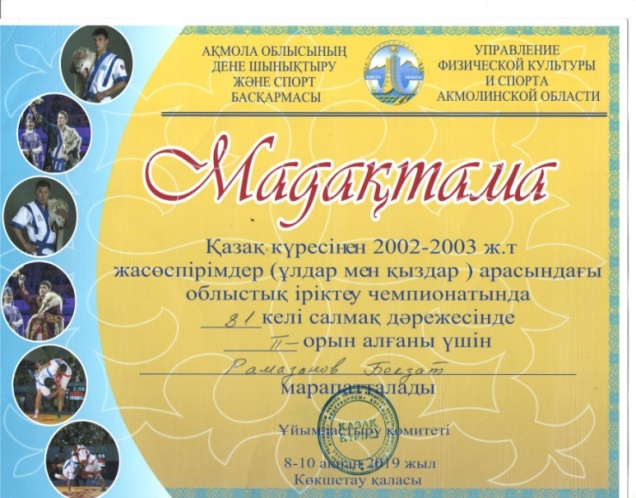 АҚМОЛА ОБЛЫСЫНЫҢ
ДЕНЕ ШЫНЫҚТЫРУ
ЖӘНЕ СПОРТ
БАСҚАРМАСЫ
УПРАВЛЕНИЕ
ФИЗИЧЕСКОЙ КУЛЬТУРЫ
И СПОРТА
АКМОЛИНСКОЙ ОБЛАСТИ
Мадақтама
Қазақ күресінен 2002-2003 ж.т
жасөспірімдер (ұлдар мен қыздар ) арасындағы
облыстық іріктеу чемпионатында
81 келі салмақ дәрежесінде
II- орын алғаны үшін
Рамазанов Бекзат
марапатталады
ҚАЗАҚ
КҮРЕСІ
Ұйымдастыру комитеті
8-10 ақпан 2019 жыл
Көкшетау қаласы